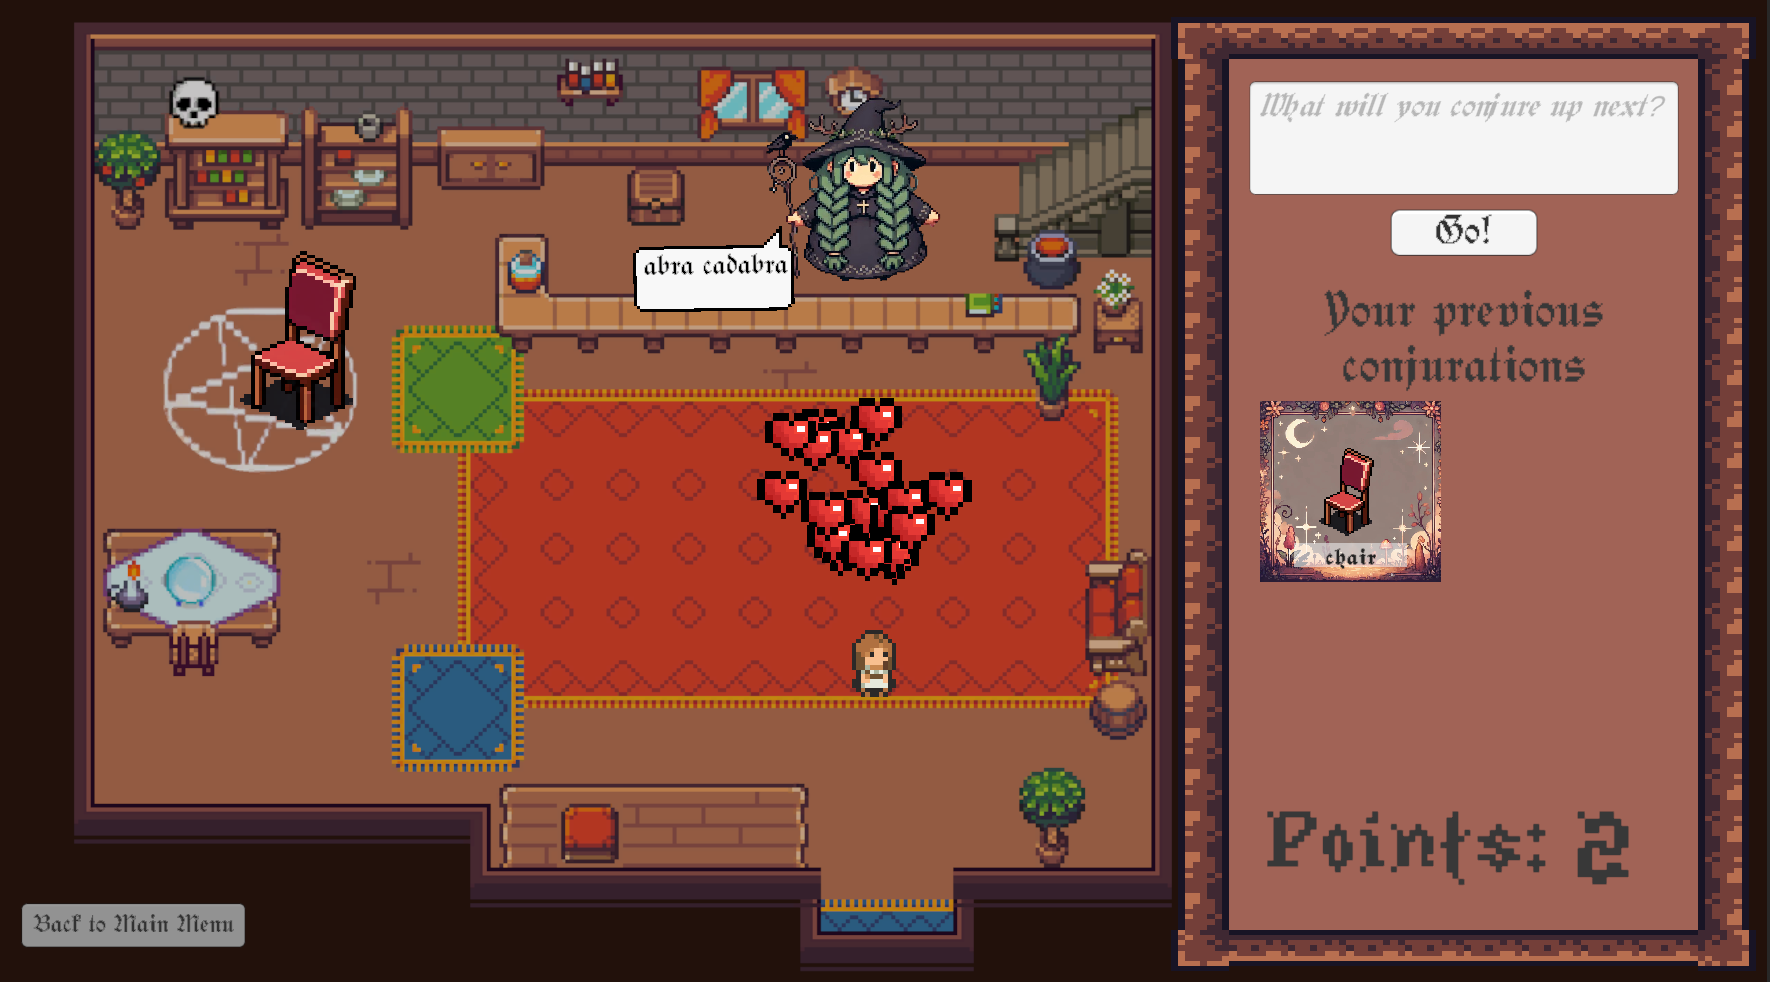 What will you conjure up next?
Go!
abra cadabra
Your previous
conjurations
chair
Points: 2
Back to Main Menu